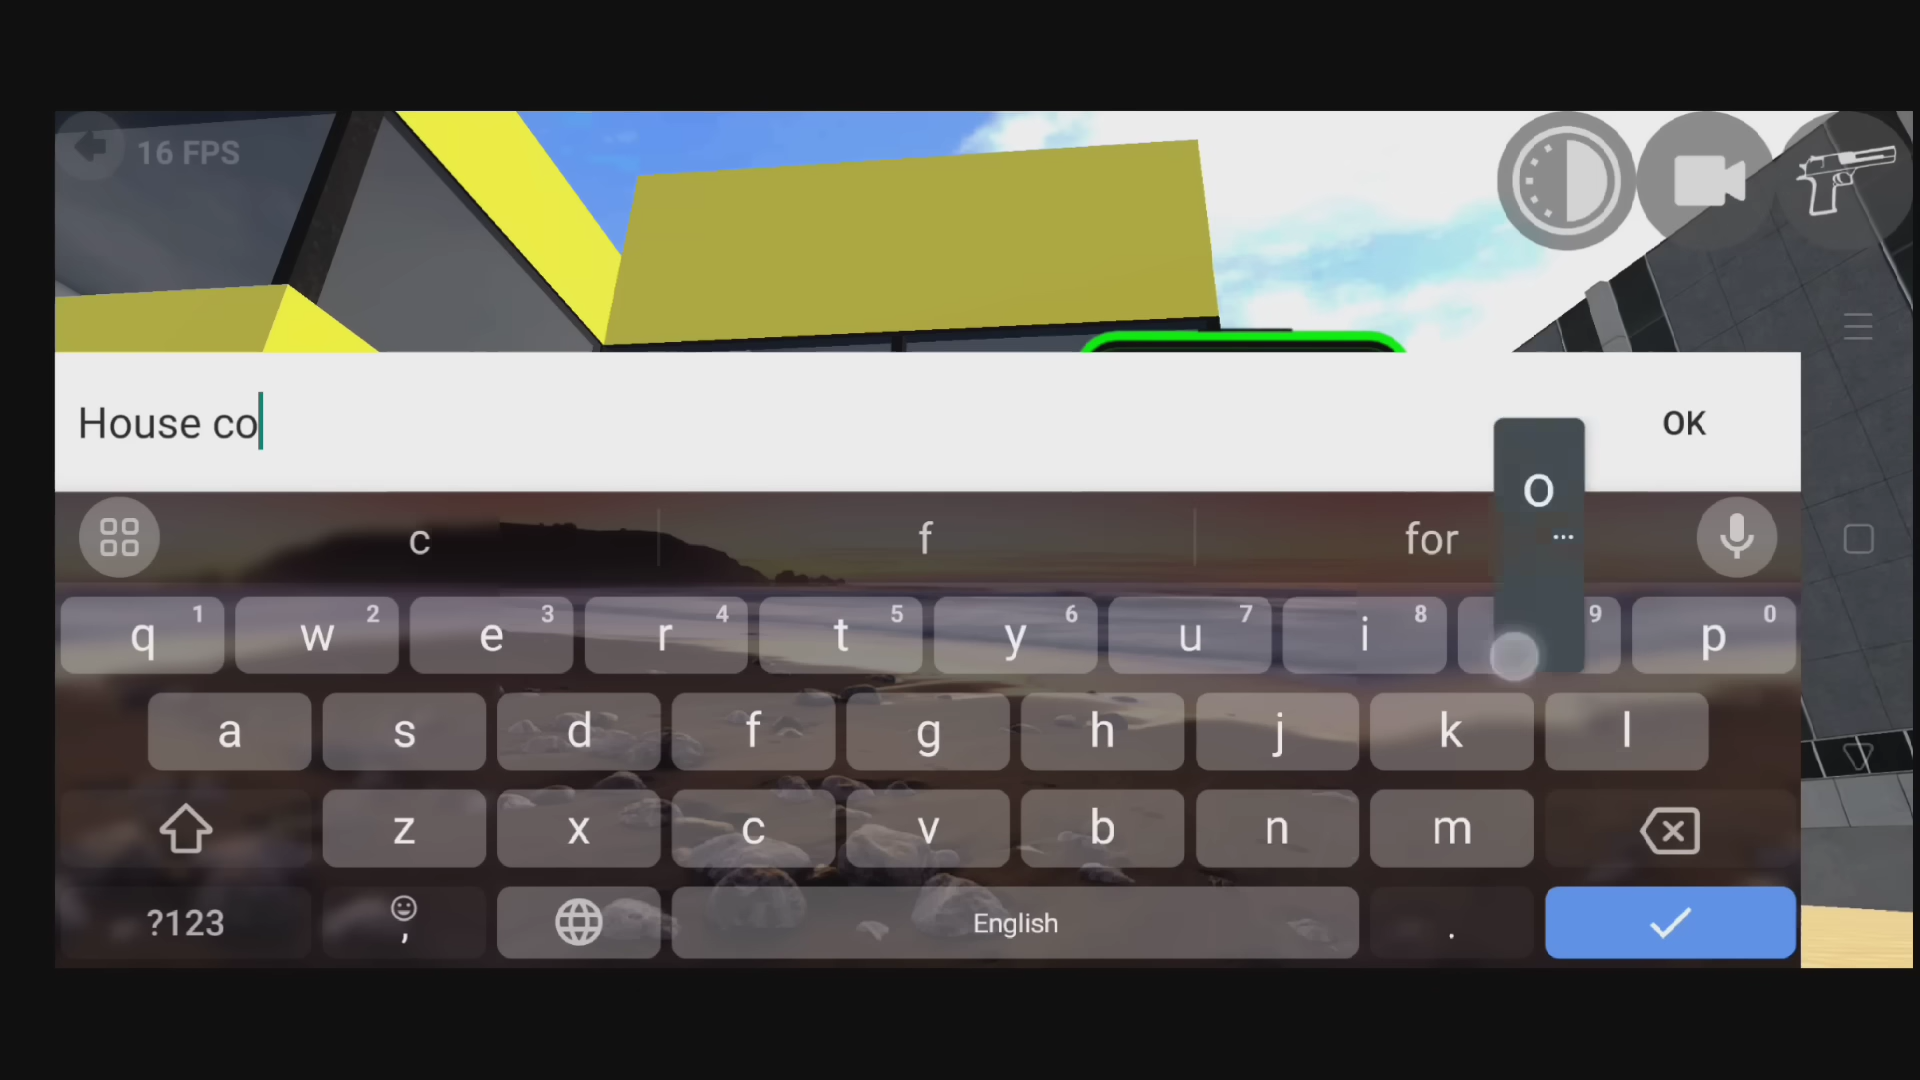 16 FPS
House co
OK
o
...
c f for
q 1 w 2 e 3 r 4 t 5 y 6 u 7 i 8 9 p 0
a s d f g h j k l
z x c v b n m
?123 , English .